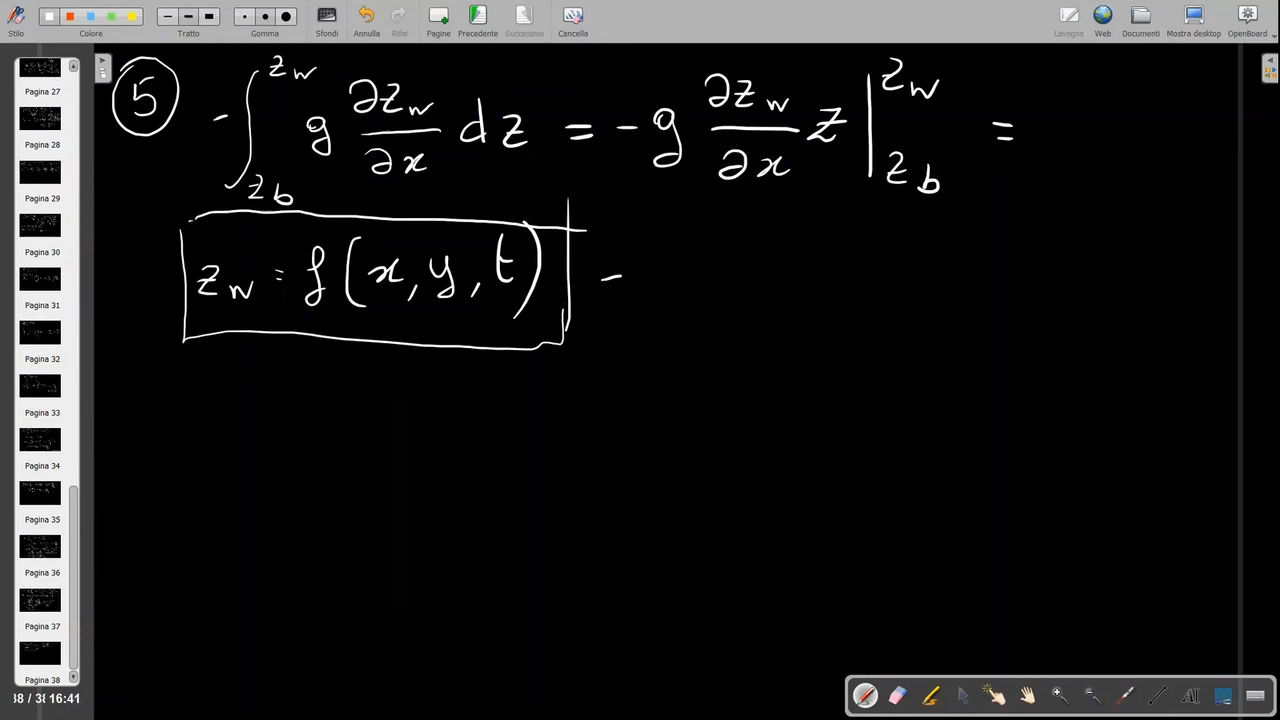 Stilo Colore Tratto Gomma Sfondi Annulla Rifai Pagine Precedente Successivo Cancella Lavagna Web Documenti Mostra desktop OpenBoard
Pagina 27
Pagina 28
Pagina 29
Pagina 30
Pagina 31
Pagina 32
Pagina 33
Pagina 34
Pagina 35
Pagina 36
Pagina 37
Pagina 38
38 / 38 16:41
⑤ - ∫_{z_b}^{z_w} g ∂z_w/∂x dz = - g ∂z_w/∂x z |_{z_b}^{z_w} =
z_w = f(x, y, t) -